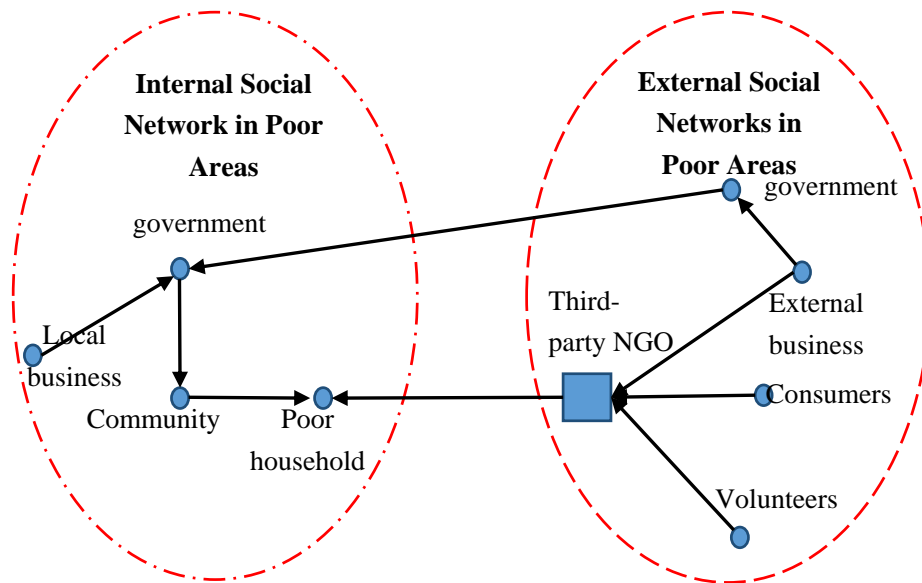 Internal Social
Network in Poor
Areas
External Social
Networks in
Poor Areas
government
government
Third-
party NGO
External
business
Local
business
Community
Poor
household
Consumers
Volunteers